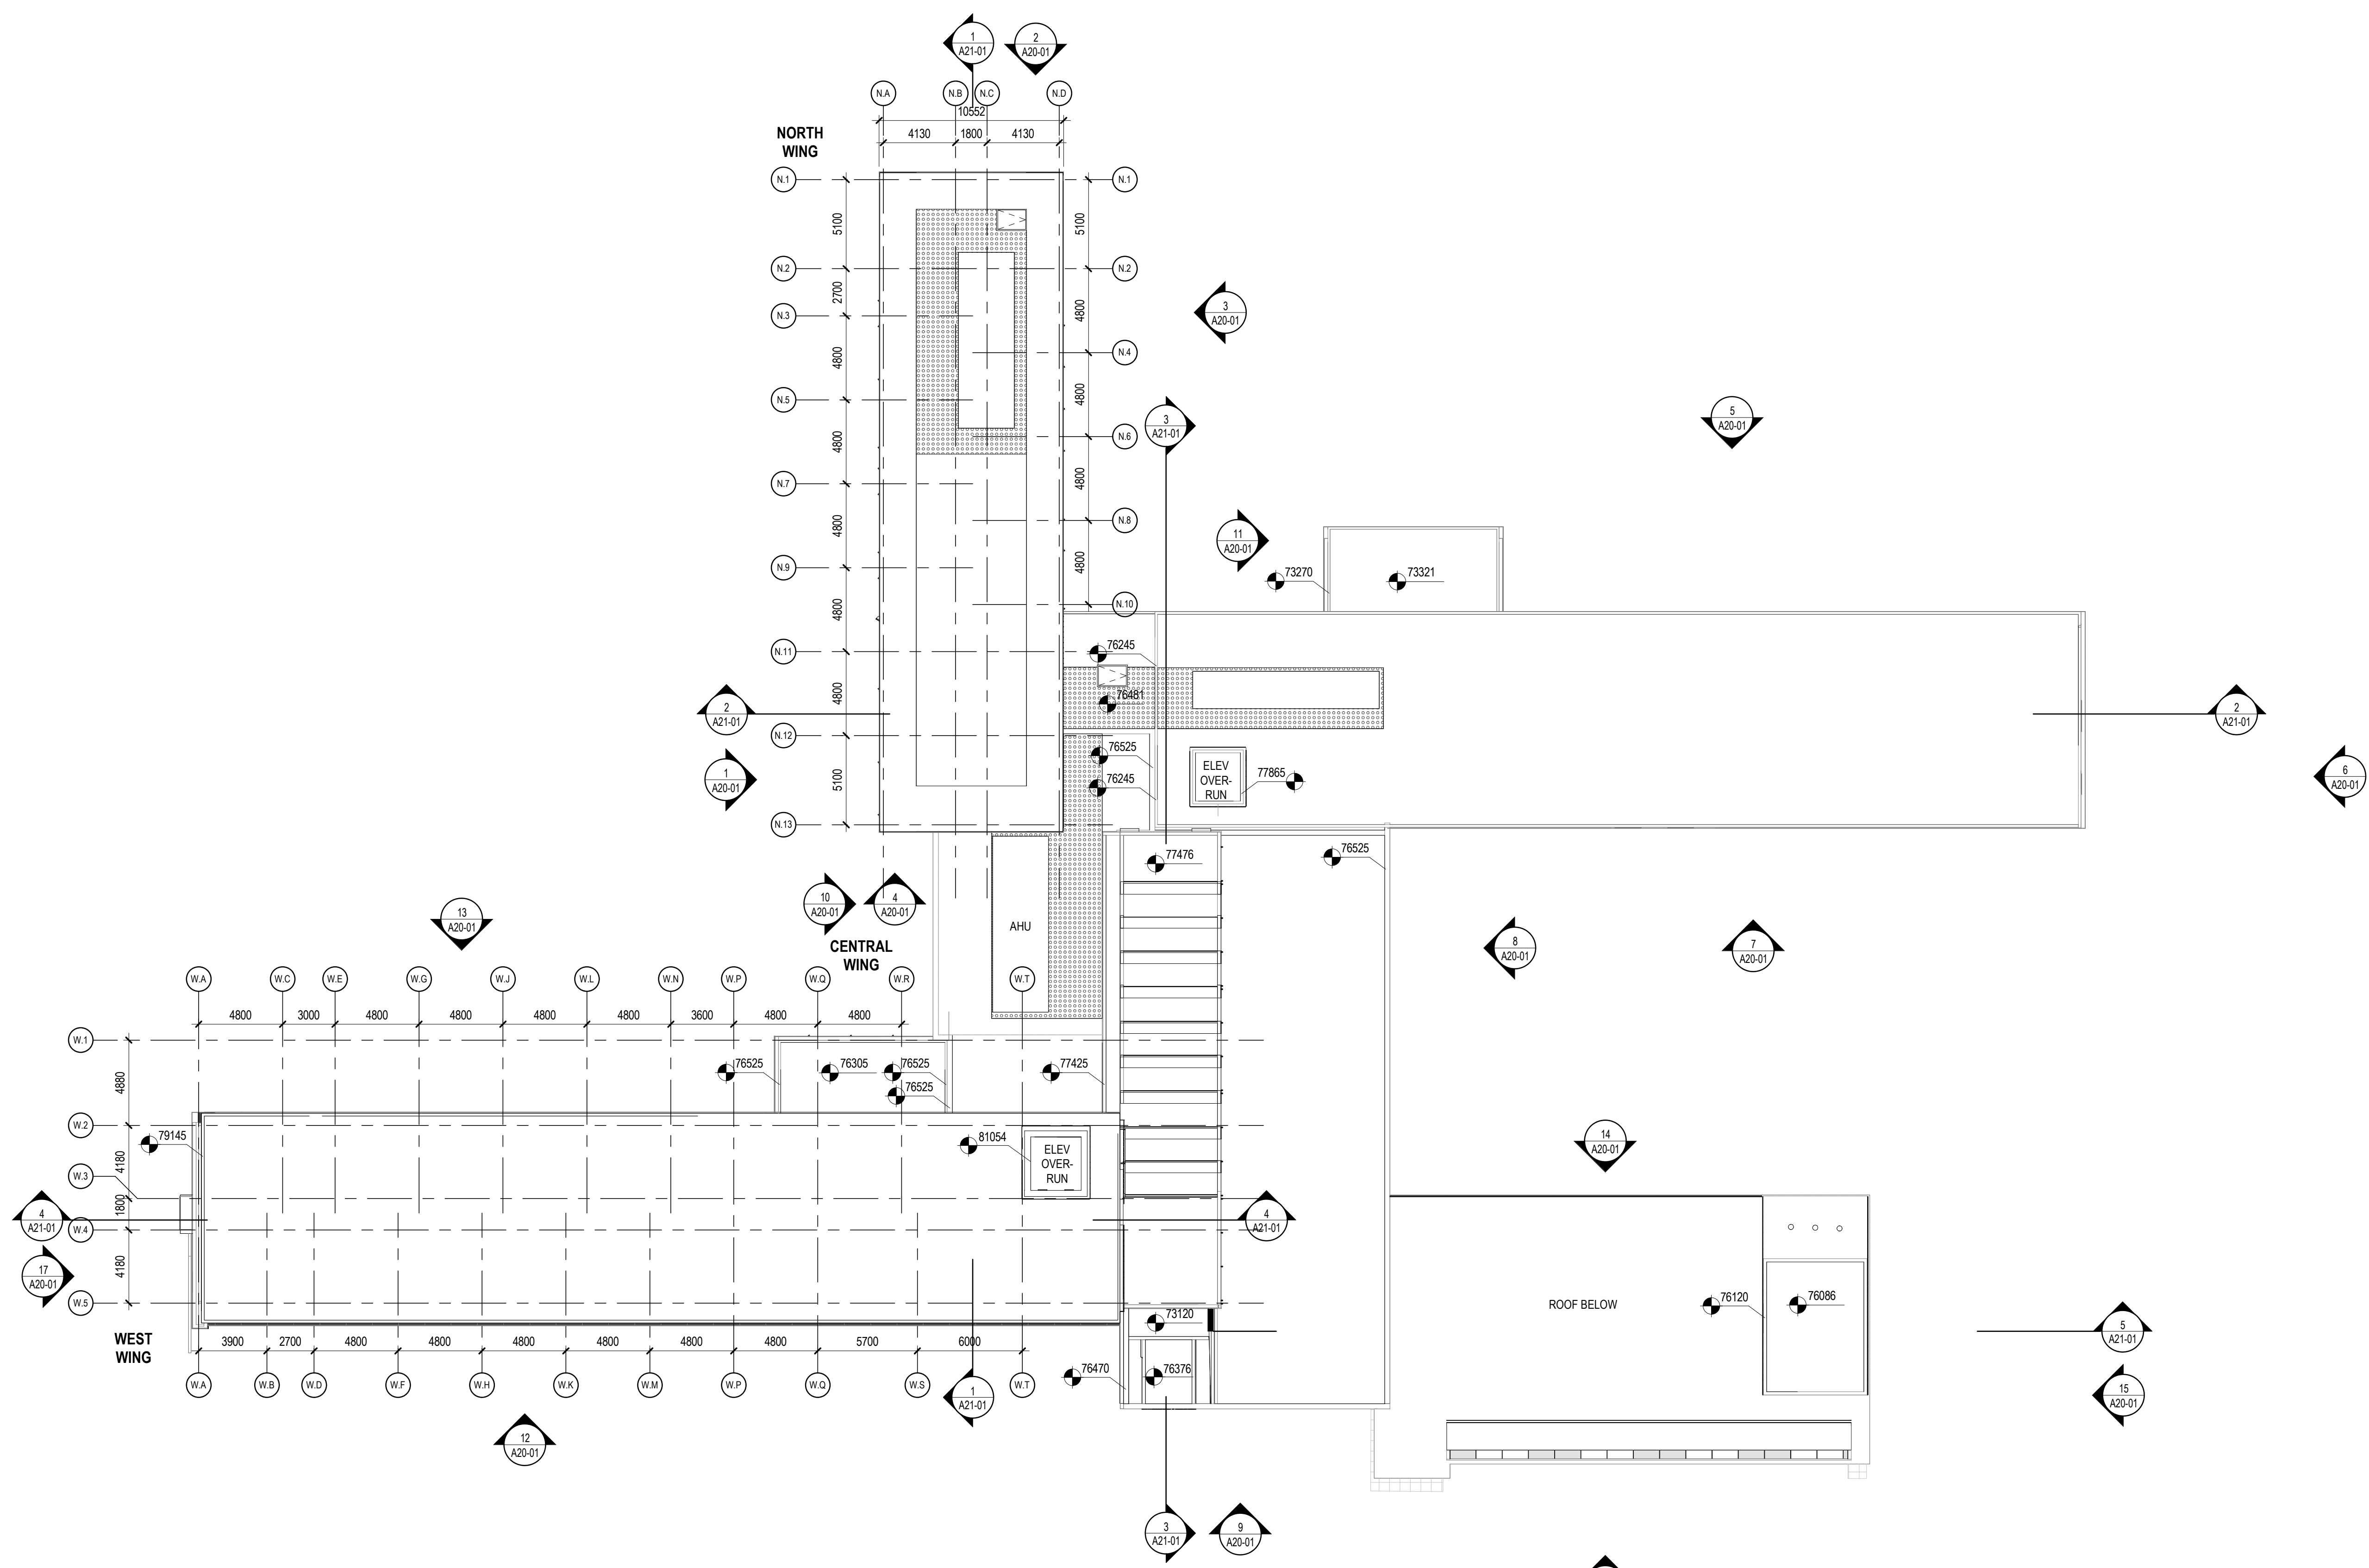 1
A21-01
2
A20-01
N.A
N.B
N.C
N.D
10552
4130
1800
4130
NORTH
WING
N.1
N.1
5100
5100
N.2
N.2
2700
N.3
4800
3
A20-01
N.4
4800
N.5
4800
3
A21-01
5
A20-01
N.6
4800
N.7
4800
N.8
4800
11
A20-01
4800
N.9
73270
73321
N.10
4800
N.11
76245
4800
76481
2
A21-01
2
A21-01
N.12
76525
1
A20-01
5100
76245
ELEV
OVER-
RUN
77865
6
A20-01
N.13
77476
76525
10
A20-01
4
A20-01
13
A20-01
AHU
CENTRAL
WING
8
A20-01
7
A20-01
W.A
W.C
W.E
W.G
W.J
W.L
W.N
W.P
W.Q
W.R
W.T
4800
3000
4800
4800
4800
4800
3600
4800
4800
W.1
4880
76525
76305
76525
77425
76525
W.2
79145
81054
ELEV
OVER-
RUN
14
A20-01
4180
W.3
1800
4
A21-01
W.4
4
A21-01
4180
17
A20-01
W.5
ROOF BELOW
76120
76086
73120
5
A21-01
WEST
WING
3900
2700
4800
4800
4800
4800
4800
4800
5700
6000
76470
76376
W.A
W.B
W.D
W.F
W.H
W.K
W.M
W.P
W.Q
W.S
W.T
1
A21-01
15
A20-01
12
A20-01
3
A21-01
9
A20-01